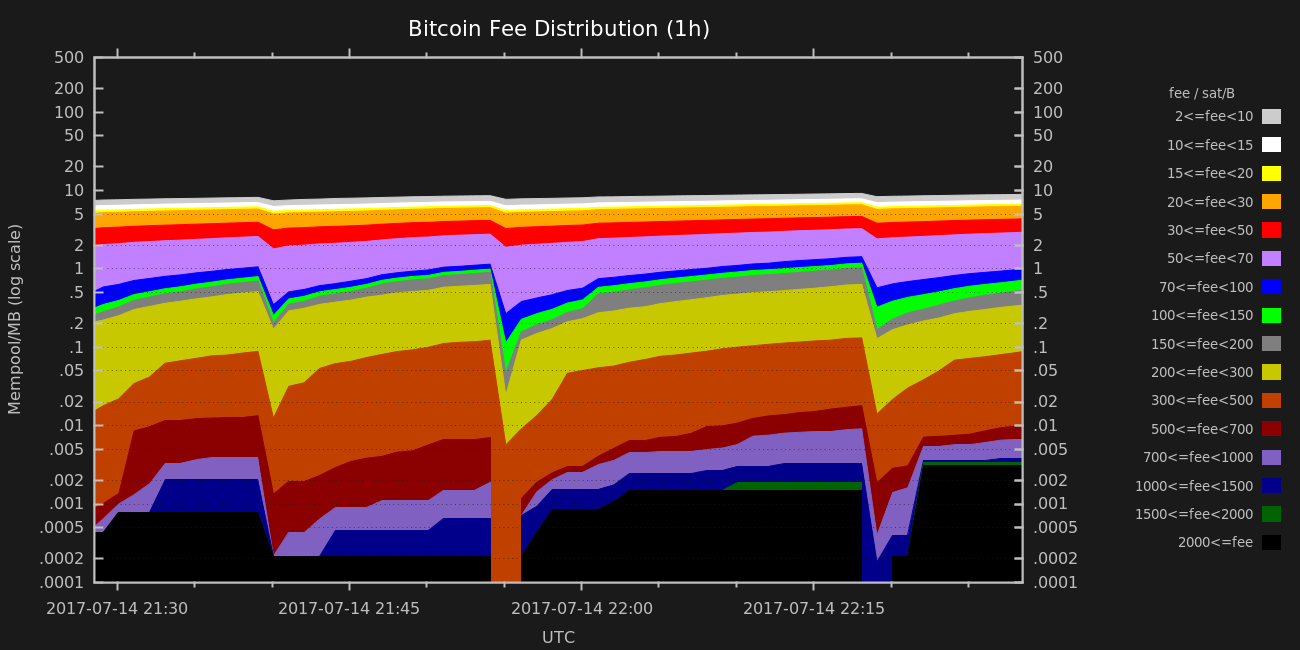 Bitcoin Fee Distribution (1h)
Mempool/MB (log scale)
500
200
100
50
20
10
5
2
1
.5
.2
.1
.05
.02
.01
.005
.002
.001
.0005
.0002
.0001
500
200
100
50
20
10
5
2
1
.5
.2
.1
.05
.02
.01
.005
.002
.001
.0005
.0002
.0001
2017-07-14 21:30
2017-07-14 21:45
2017-07-14 22:00
2017-07-14 22:15
UTC
fee / sat/B
2<=fee<10
10<=fee<15
15<=fee<20
20<=fee<30
30<=fee<50
50<=fee<70
70<=fee<100
100<=fee<150
150<=fee<200
200<=fee<300
300<=fee<500
500<=fee<700
700<=fee<1000
1000<=fee<1500
1500<=fee<2000
2000<=fee